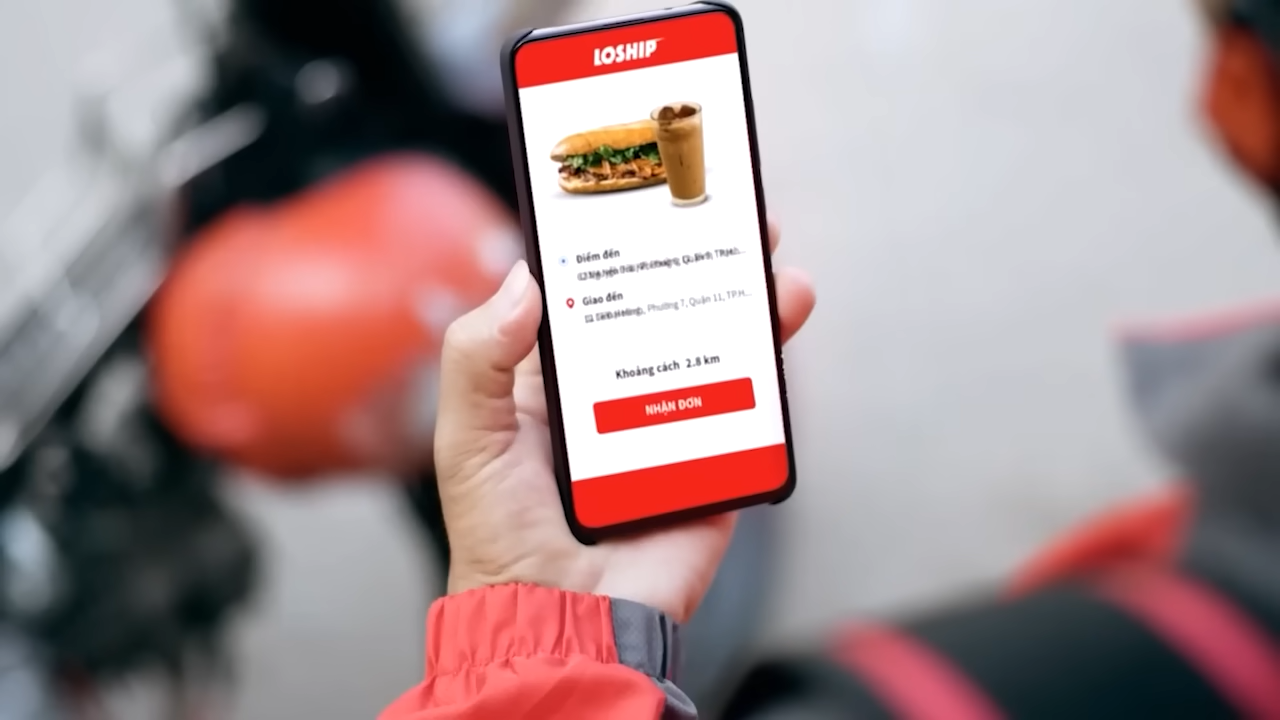 LOSHIP
Điểm đến
Giao đến
Phường 7, Quận 11, TP.H...
Khoảng cách 2.8 km
NHẬN ĐƠN